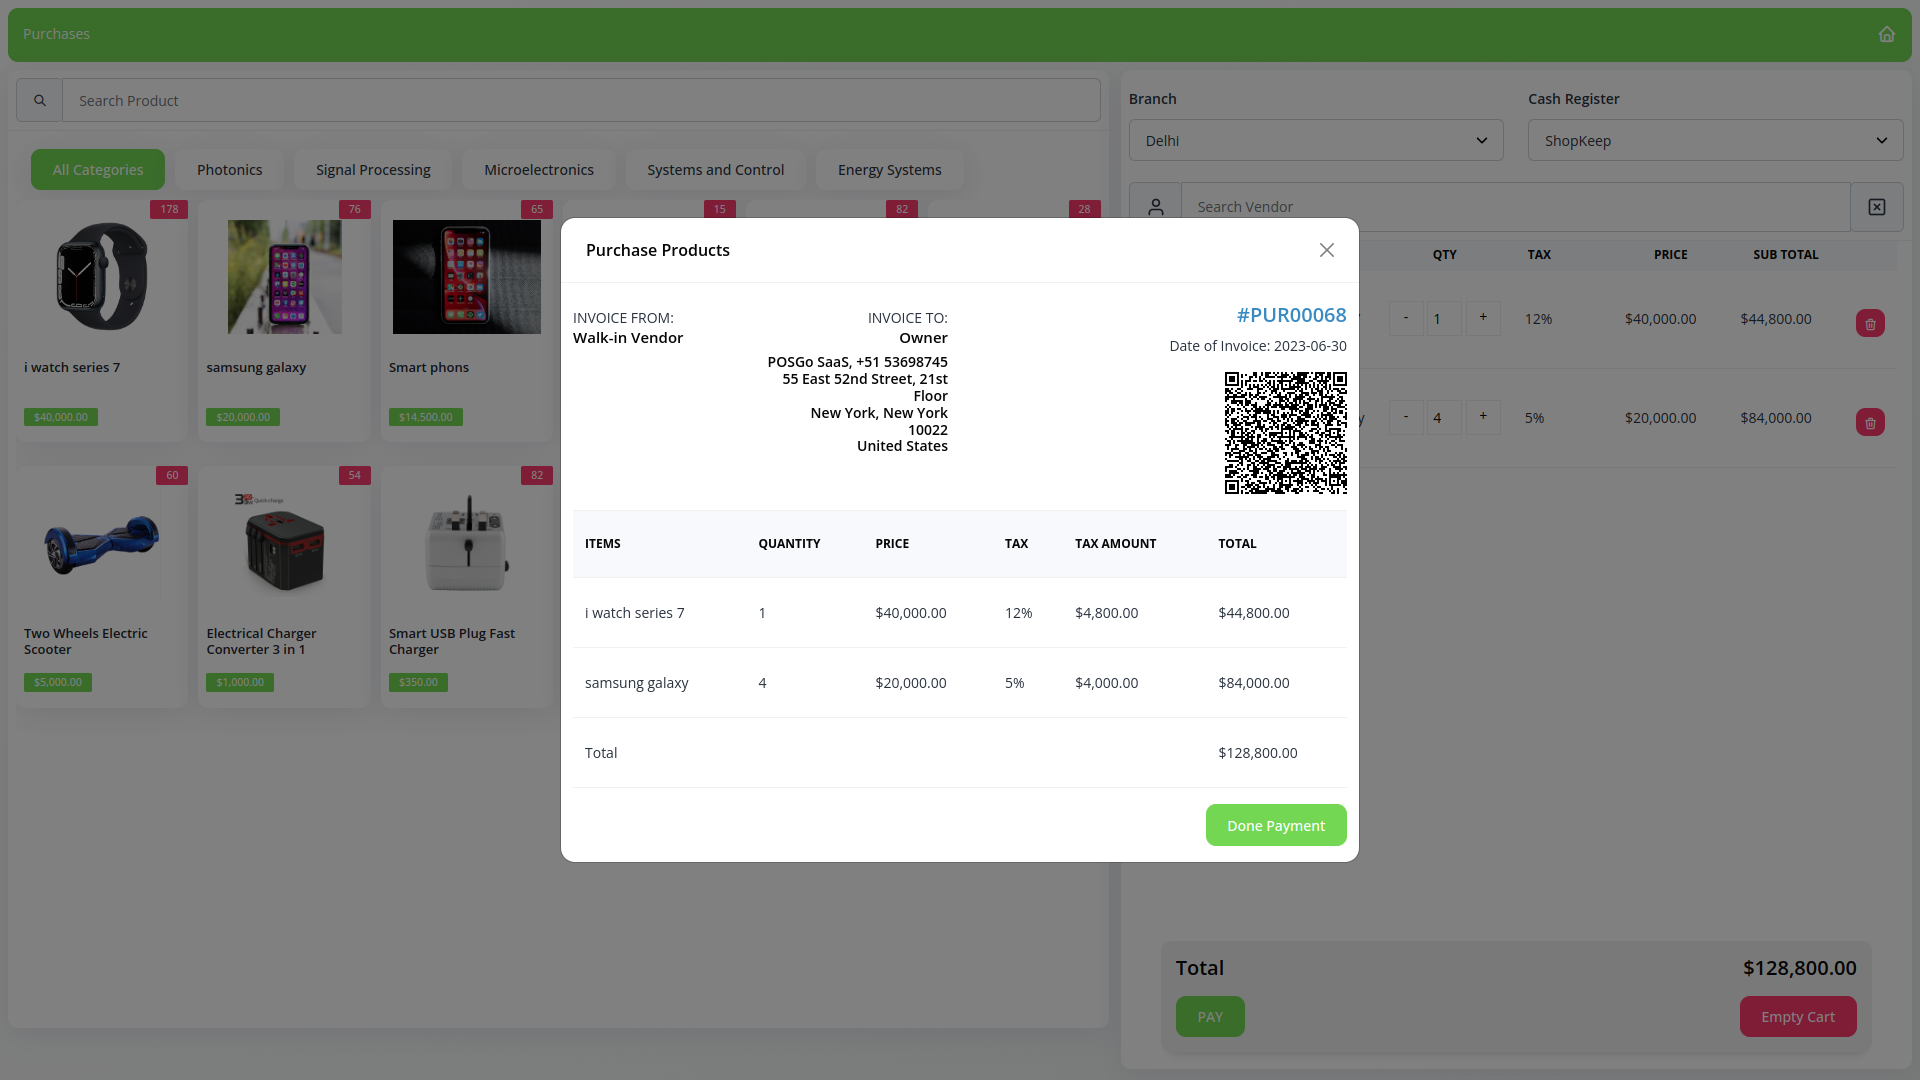 Purchases
Search Product
All Categories
Photonics
Signal Processing
Microelectronics
Systems and Control
Energy Systems
178
76
65
15
82
28
i watch series 7
samsung galaxy
Smart phons
$40,000.00
$20,000.00
$14,500.00
60
54
82
Quick charge
Two Wheels Electric
Scooter
Electrical Charger
Converter 3 in 1
Smart USB Plug Fast
Charger
$5,000.00
$1,000.00
$350.00
Branch
Cash Register
Delhi
ShopKeep
Search Vendor
QTY TAX PRICE SUB TOTAL
- 1 + 12% $40,000.00 $44,800.00
y - 4 + 5% $20,000.00 $84,000.00
Total $128,800.00
PAY
Empty Cart
Purchase Products
INVOICE FROM:
Walk-in Vendor
INVOICE TO:
Owner
POSGo SaaS, +51 53698745
55 East 52nd Street, 21st
Floor
New York, New York
10022
United States
#PUR00068
Date of Invoice: 2023-06-30
ITEMS QUANTITY PRICE TAX TAX AMOUNT TOTAL
i watch series 7 1 $40,000.00 12% $4,800.00 $44,800.00
samsung galaxy 4 $20,000.00 5% $4,000.00 $84,000.00
Total $128,800.00
Done Payment